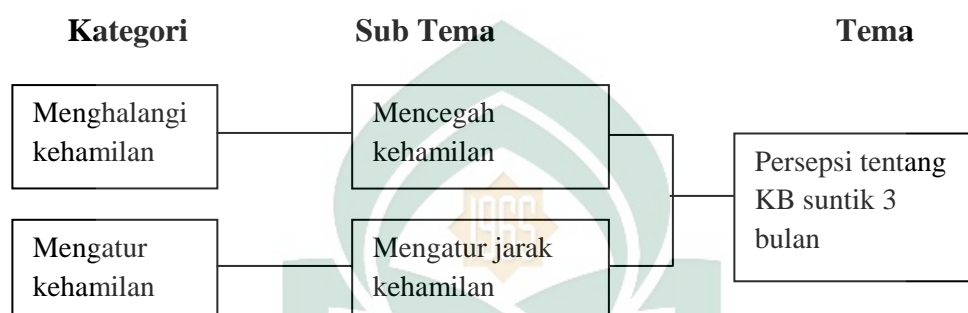 Kategori Sub Tema Tema
Menghalangi
kehamilan
Mencegah
kehamilan
Persepsi tentang
KB suntik 3
bulan
Mengatur
kehamilan
Mengatur jarak
kehamilan
1965